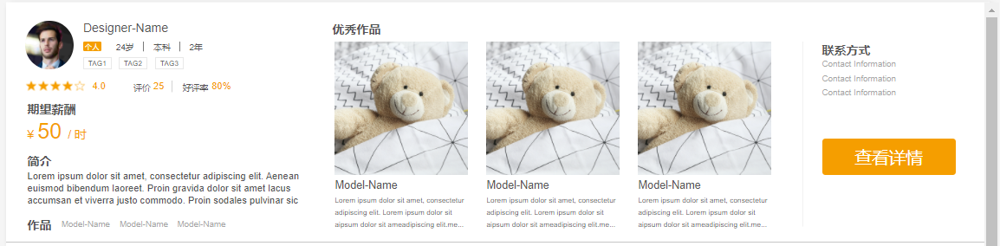 Designer-Name
个人 24岁 | 本科 | 2年
TAG1 TAG2 TAG3
4.0 评价 25 | 好评率 80%
期望薪酬
¥ 50 / 时
简介
Lorem ipsum dolor sit amet, consectetur adipiscing elit. Aenean
euismod bibendum laoreet. Proin gravida dolor sit amet lacus
accumsan et viverra justo commodo. Proin sodales pulvinar sic
作品 Model-Name Model-Name Model-Name
优秀作品
Model-Name
Lorem ipsum dolor sit amet, consectetur
adipiscing elit. Lorem ipsum dolor sit
aipsum dolor sit ameadipiscing elit.me...
Model-Name
Lorem ipsum dolor sit amet, consectetur
adipiscing elit. Lorem ipsum dolor sit
aipsum dolor sit ameadipiscing elit.me...
Model-Name
Lorem ipsum dolor sit amet, consectetur
adipiscing elit. Lorem ipsum dolor sit
aipsum dolor sit ameadipiscing elit.me...
联系方式
Contact Information
Contact Information
Contact Information
查看详情